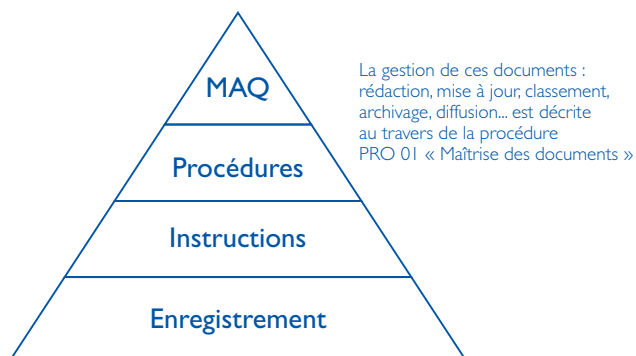 MAQ
La gestion de ces documents :
rédaction, mise à jour, classement,
archivage, diffusion... est décrite
au travers de la procédure
PRO 01 « Maîtrise des documents »
Procédures
Instructions
Enregistrement